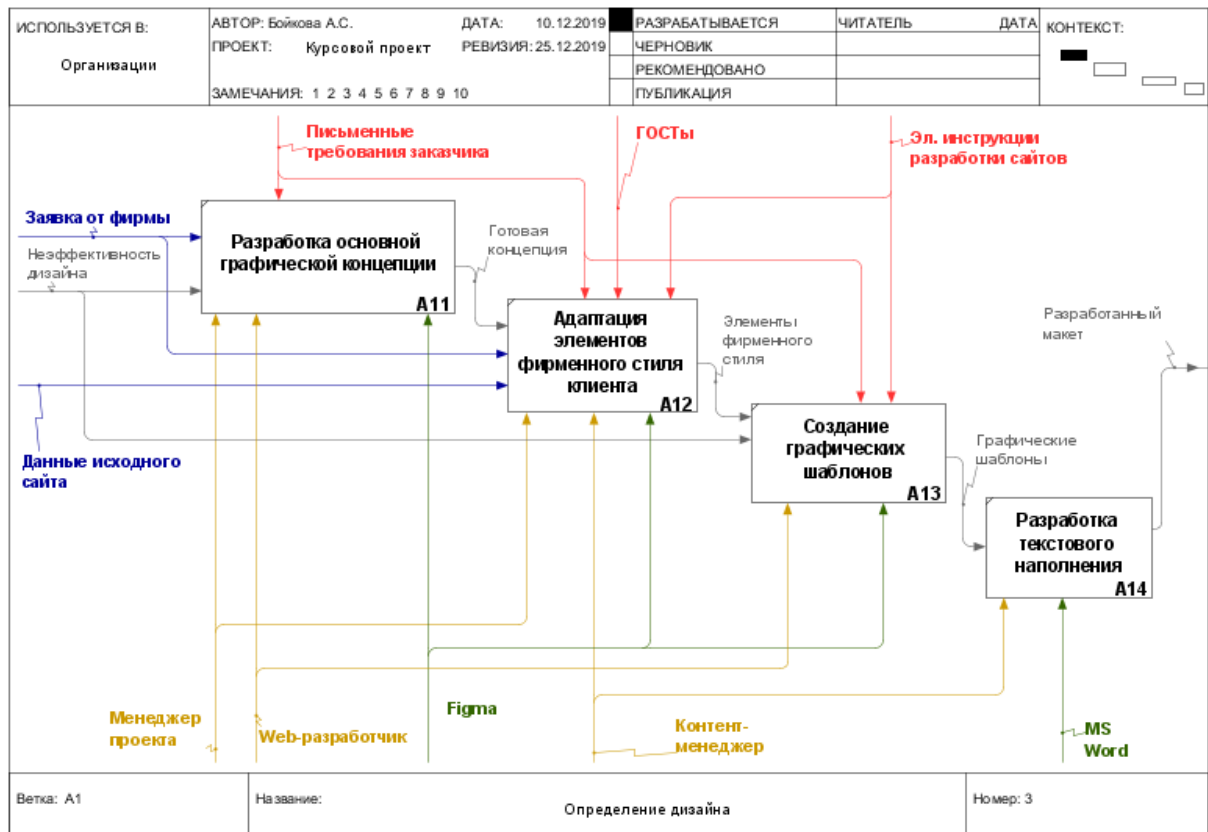 ИСПОЛЬЗУЕТСЯ В:
Организации
АВТОР: Бойкова А.С.
ДАТА: 10.12.2019
ПРОЕКТ: Курсовой проект
РЕВИЗИЯ: 25.12.2019
ЗАМЕЧАНИЯ: 1 2 3 4 5 6 7 8 9 10
РАЗРАБАТЫВАЕТСЯ
ЧЕРНОВИК
РЕКОМЕНДОВАНО
ПУБЛИКАЦИЯ
ЧИТАТЕЛЬ
ДАТА
КОНТЕКСТ:
Письменные
требования заказчика
ГОСТы
Эл. инструкции
разработки сайтов
Заявка от фирмы
Неэффективность
дизайна
Разработка основной
графической концепции
A11
Готовая
концепция
Адаптация
элементов
фирменного стиля
клиента
A12
Элементы
фирменного
стиля
Разработанный
макет
Данные исходного
сайта
Создание
графических
шаблонов
A13
Графические
шаблоны
Разработка
текстового
наполнения
A14
Менеджер
проекта
Web-разработчик
Figma
Контент-
менеджер
MS
Word
Ветка: A1
Название:
Определение дизайна
Номер: 3